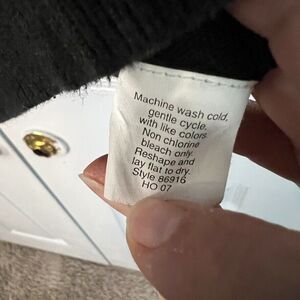 Machine wash cold,
gentle cycle,
with like colors.
Non chlorine
bleach only.
Reshape and
lay flat to dry.
Style 86916
HO 07